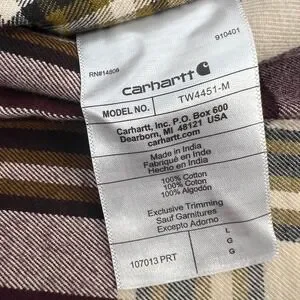 RN#14806 910401
carhartt
MODEL NO. TW4451-M
Carhartt, Inc. P.O. Box 600
Dearborn, MI 48121 USA
carhartt.com
Made in India
Fabriqué en Inde
Hecho en India
100% Cotton
100% Coton
100% Algodón
Exclusive Trimming
Sauf Garnitures
Excepto Adorno
107013 PRT
L
G
G